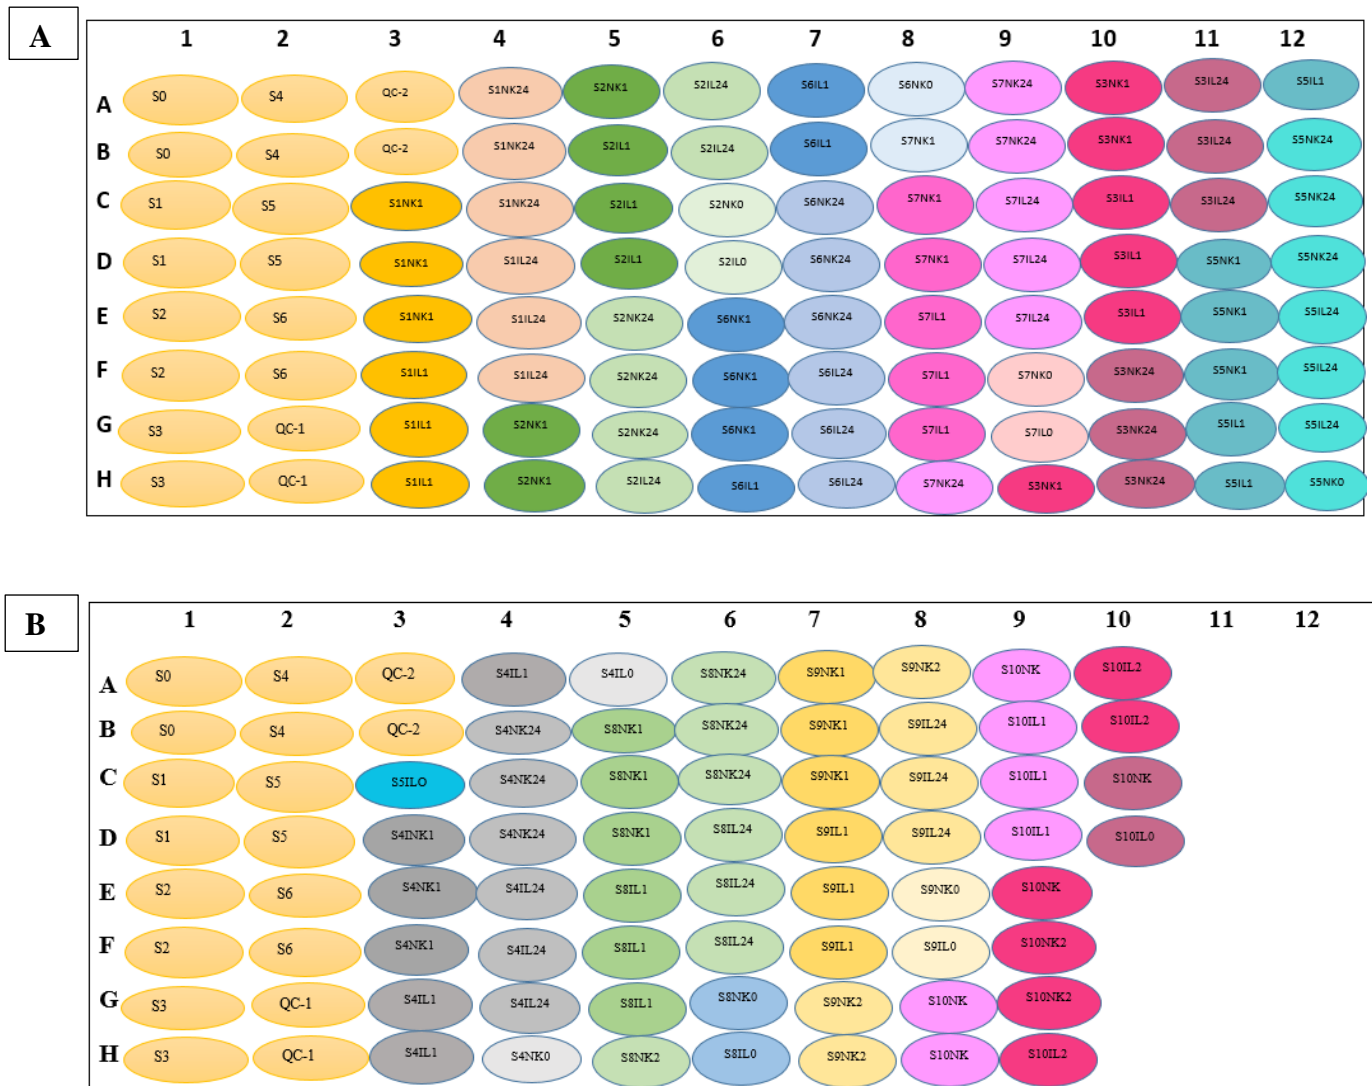 A
1 2 3 4 5 6 7 8 9 10 11 12
A S0 S4 QC-2 S1NK24 S2NK1 S2IL24 S6IL1 S6NK0 S7NK24 S3NK1 S3IL24 S5IL1
B S0 S4 QC-2 S1NK24 S2IL1 S2IL24 S6IL1 S7NK1 S7NK24 S3NK1 S3IL24 S5NK24
C S1 S5 S1NK1 S1NK24 S2IL1 S2NK0 S6NK24 S7NK1 S7IL24 S3IL1 S3IL24 S5NK24
D S1 S5 S1NK1 S1IL24 S2IL1 S2IL0 S6NK24 S7NK1 S7IL24 S3IL1 S5NK1 S5NK24
E S2 S6 S1NK1 S1IL24 S2NK24 S6NK1 S6NK24 S7IL1 S7IL24 S3IL1 S5NK1 S5IL24
F S2 S6 S1IL1 S1IL24 S2NK24 S6NK1 S6IL24 S7IL1 S7NK0 S3NK24 S5NK1 S5IL24
G S3 QC-1 S1IL1 S2NK1 S2NK24 S6NK1 S6IL24 S7IL1 S7IL0 S3NK24 S5IL1 S5IL24
H S3 QC-1 S1IL1 S2NK1 S2IL24 S6IL1 S6IL24 S7NK24 S3NK1 S3NK24 S5IL1 S5NK0
B
1 2 3 4 5 6 7 8 9 10 11 12
A S0 S4 QC-2 S4IL1 S4IL0 S8NK24 S9NK1 S9NK2 S10NK S10IL2
B S0 S4 QC-2 S4NK24 S8NK1 S8NK24 S9NK1 S9IL24 S10IL1 S10IL2
C S1 S5 S5ILO S4NK24 S8NK1 S8NK24 S9NK1 S9IL24 S10IL1 S10NK
D S1 S5 S4INK1 S4NK24 S8NK1 S8IL24 S9IL1 S9IL24 S10IL1 S10IL0
E S2 S6 S4NK1 S4IL24 S8IL1 S8IL24 S9IL1 S9NK0 S10NK
F S2 S6 S4NK1 S4IL24 S8IL1 S8IL24 S9IL1 S9IL0 S10NK2
G S3 QC-1 S4IL1 S4IL24 S8IL1 S8NK0 S9NK2 S10NK S10NK2
H S3 QC-1 S4IL1 S4NK0 S8NK2 S8IL0 S9NK2 S10NK S10IL2